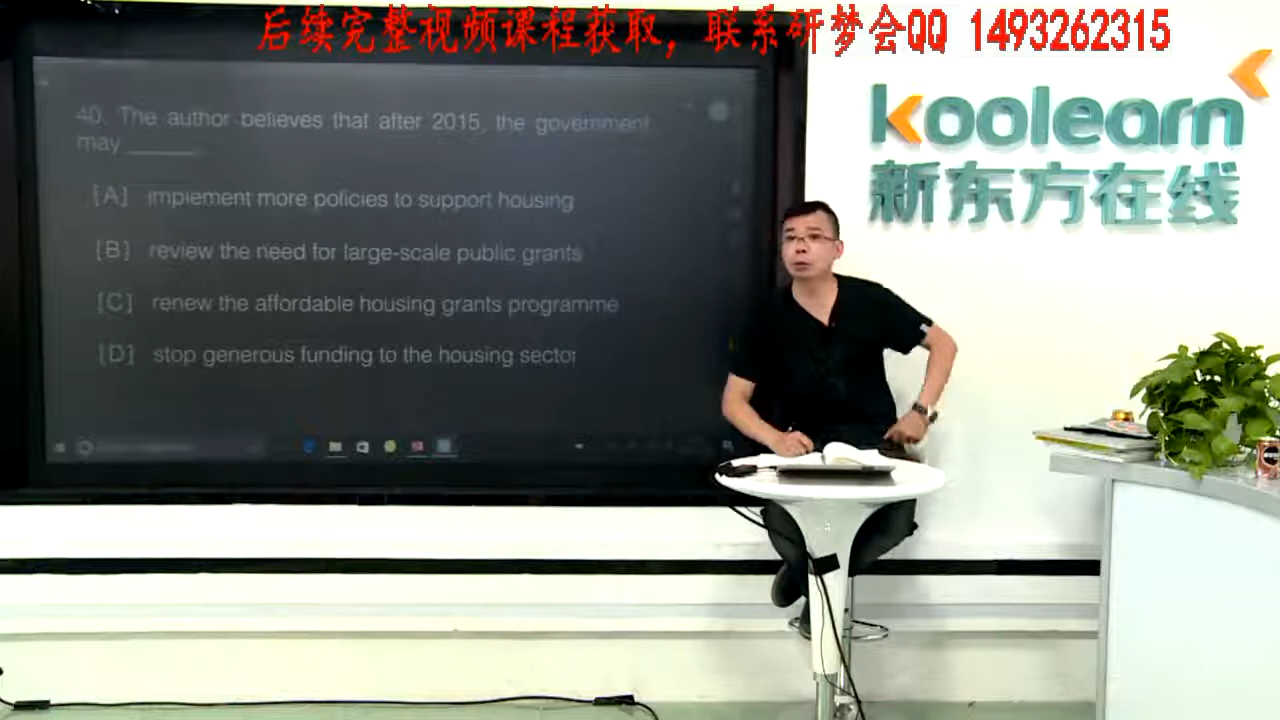 后续完整视频课程获取，联系研梦会QQ 1493262315
koolearn
新东方在线
40. The author believes that after 2015, the government
may______.
[A] implement more policies to support housing
[B] review the need for large-scale public grants
[C] renew the affordable housing grants programme
[D] stop generous funding to the housing sector